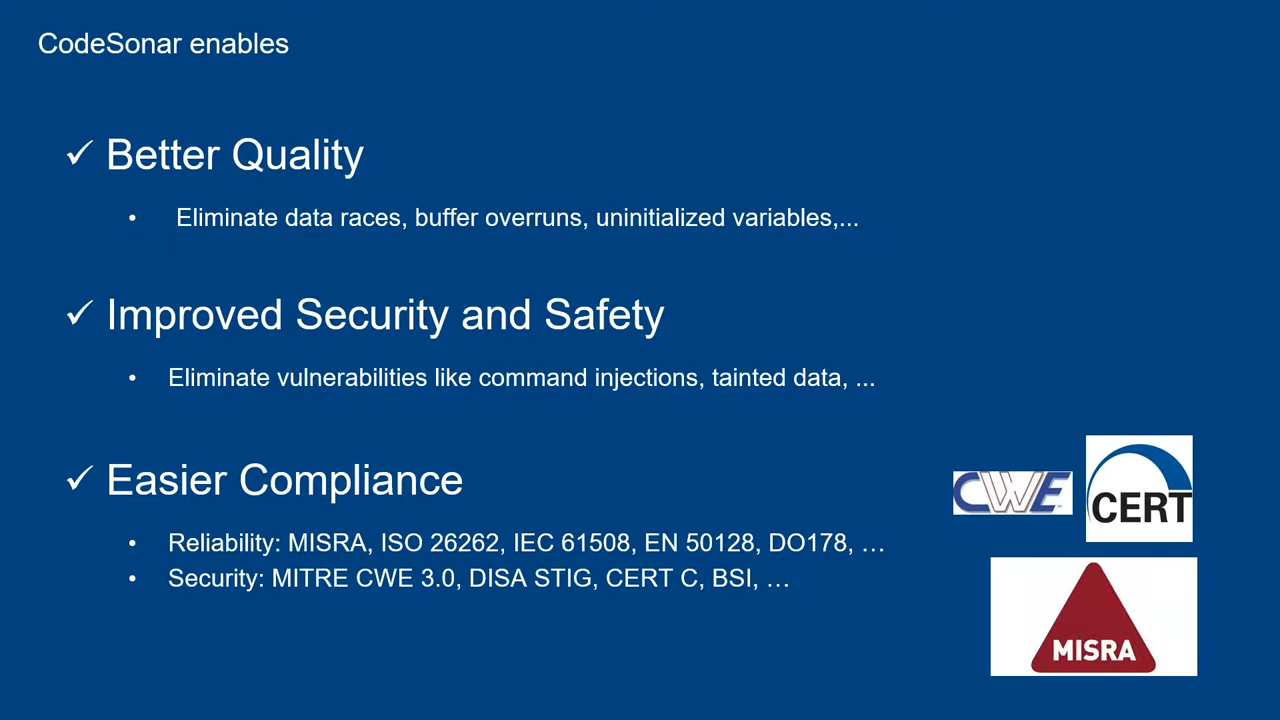 CodeSonar enables
✓ Better Quality
• Eliminate data races, buffer overruns, uninitialized variables,...
✓ Improved Security and Safety
• Eliminate vulnerabilities like command injections, tainted data, ...
✓ Easier Compliance
• Reliability: MISRA, ISO 26262, IEC 61508, EN 50128, DO178, …
• Security: MITRE CWE 3.0, DISA STIG, CERT C, BSI, …
CWE
CERT
MISRA